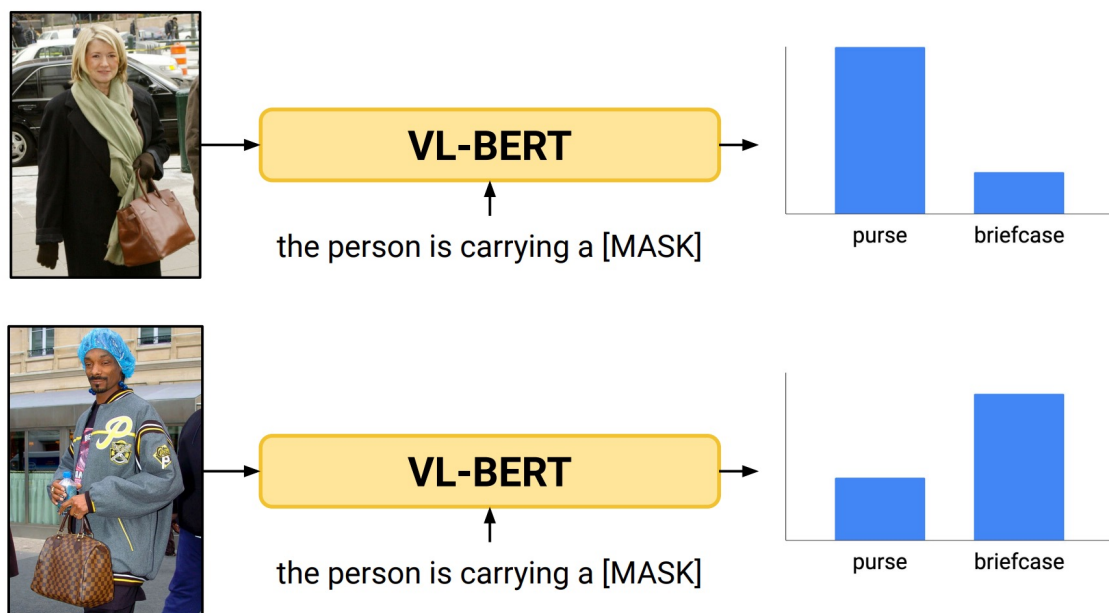 VL-BERT
the person is carrying a [MASK]
purse
briefcase
VL-BERT
the person is carrying a [MASK]
purse
briefcase